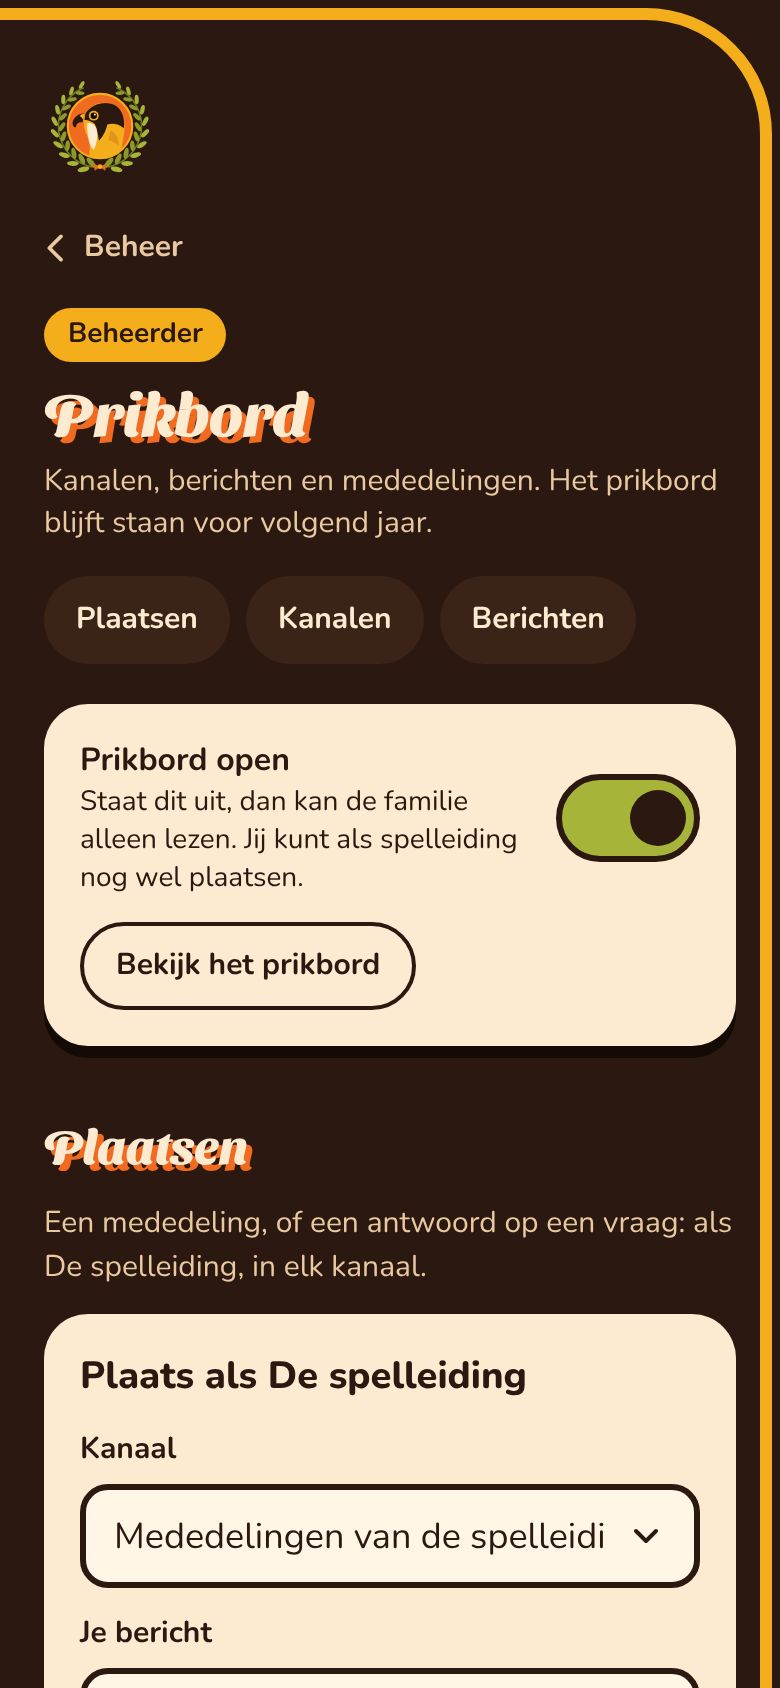 Beheer
Beheerder
Prikbord
Kanalen, berichten en mededelingen. Het prikbord
blijft staan voor volgend jaar.
Plaatsen
Kanalen
Berichten
Prikbord open
Staat dit uit, dan kan de familie
alleen lezen. Jij kunt als spelleiding
nog wel plaatsen.
Bekijk het prikbord
Plaatsen
Een mededeling, of een antwoord op een vraag: als
De spelleiding, in elk kanaal.
Plaats als De spelleiding
Kanaal
Mededelingen van de spelleidi
Je bericht